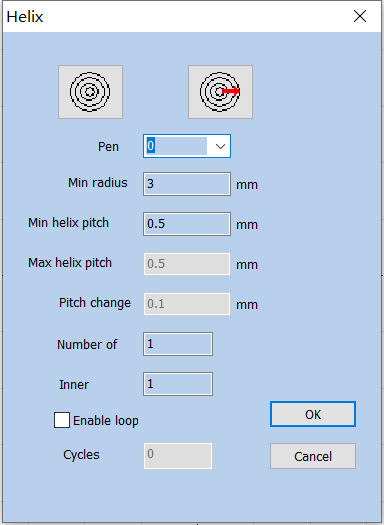 Helix
Pen 0
Min radius 3 mm
Min helix pitch 0.5 mm
Max helix pitch 0.5 mm
Pitch change 0.1 mm
Number of 1
Inner 1
Enable loop
OK
Cycles 0
Cancel